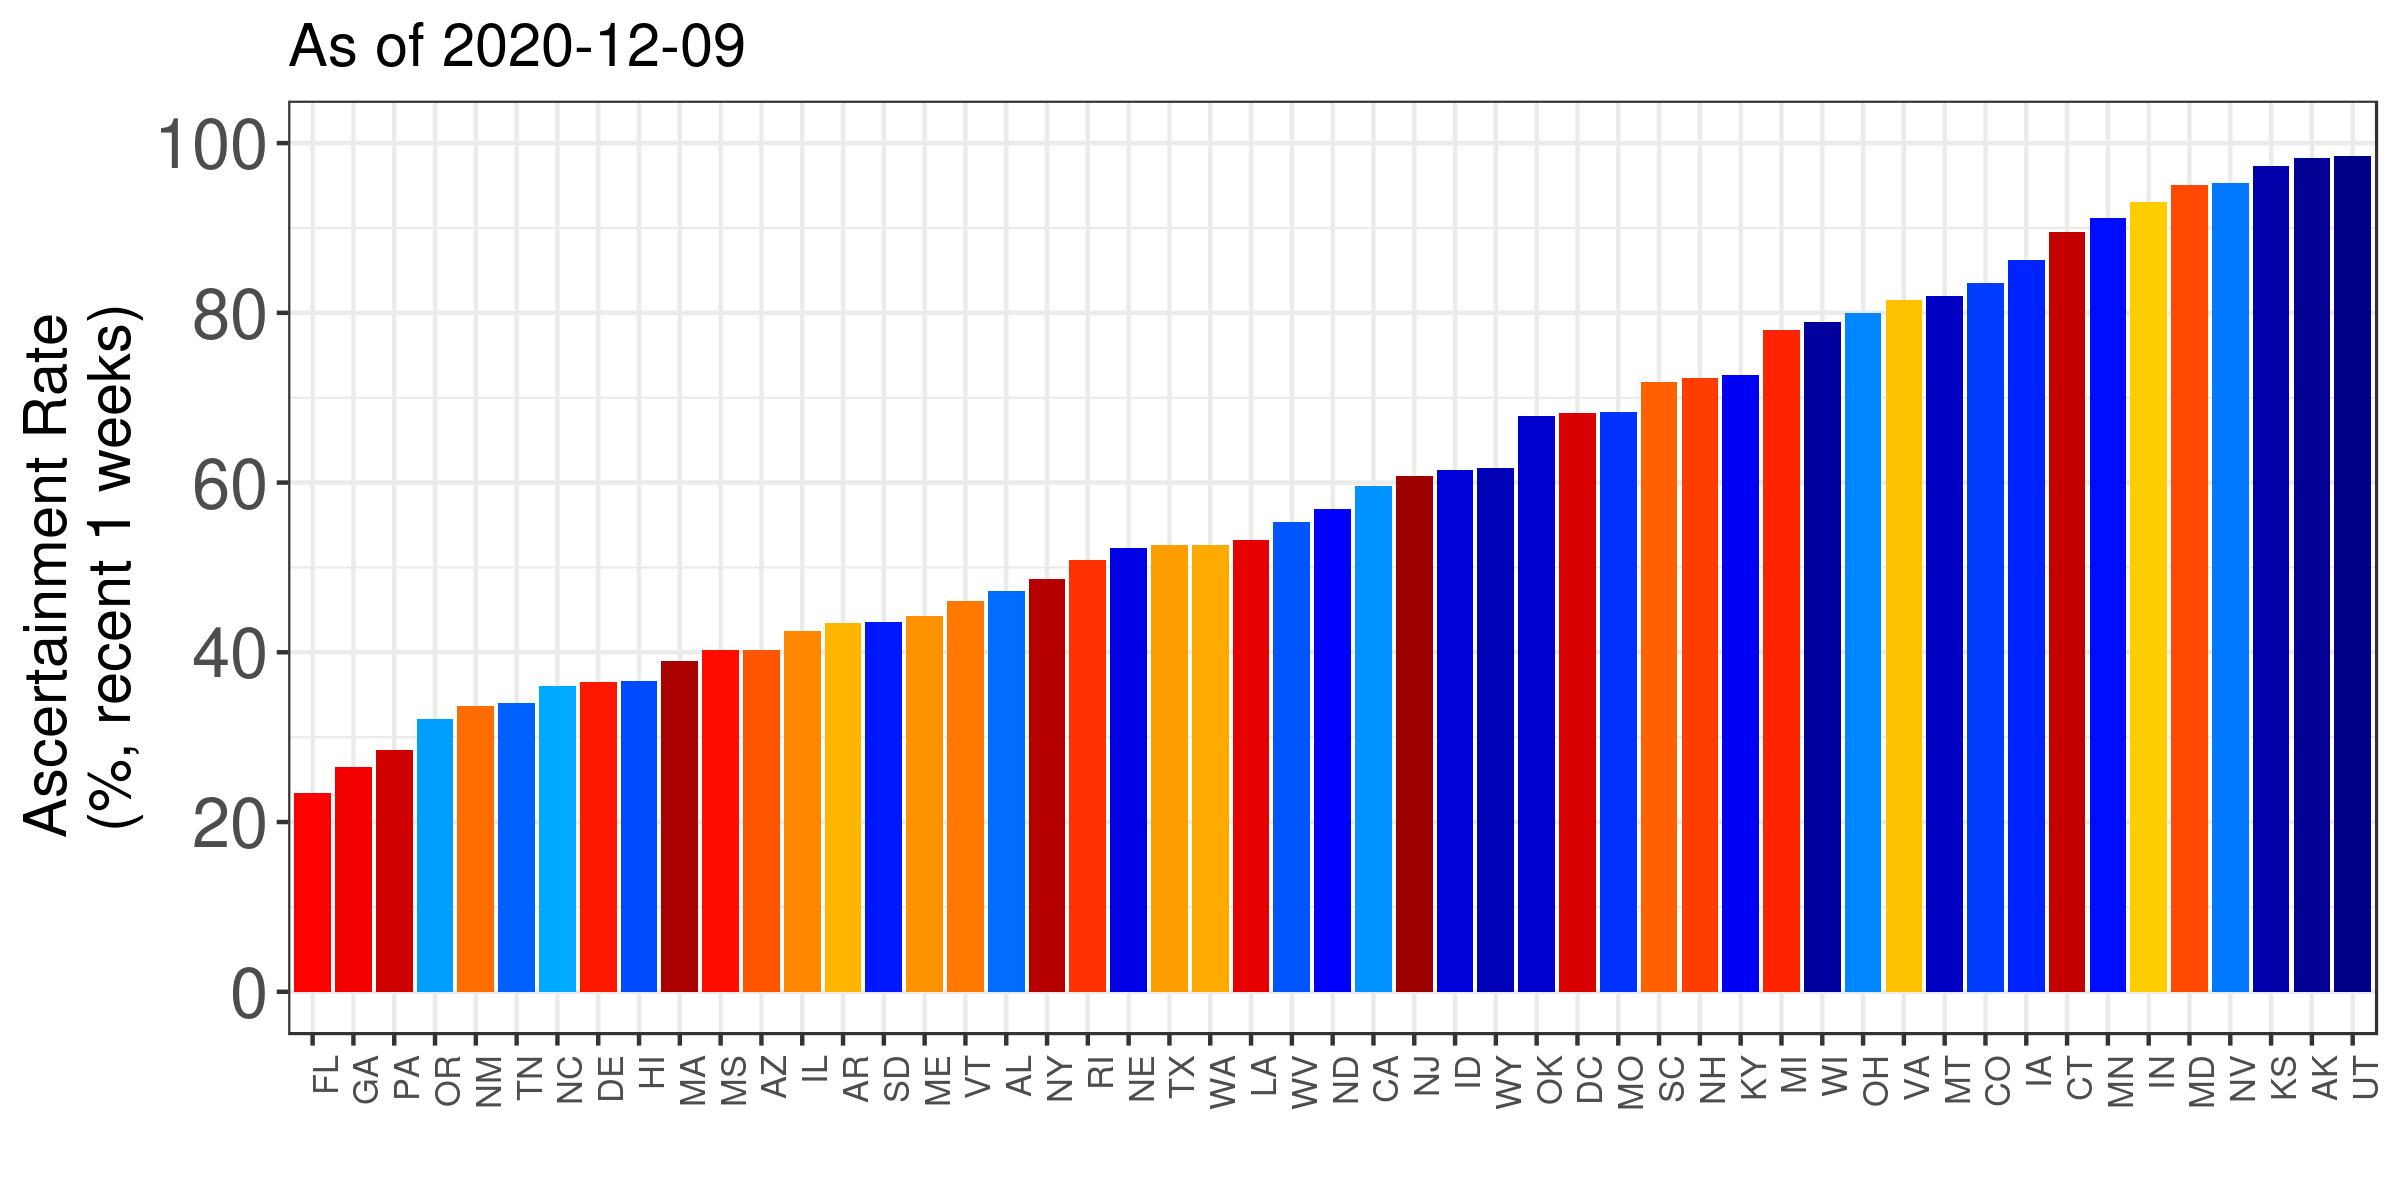 As of 2020-12-09
Ascertainment Rate
(%, recent 1 weeks)
100
80
60
40
20
0
FL GA PA OR NM TN NC DE HI MA MS AZ IL AR SD ME VT AL NY RI NE TX WA LA WV ND CA NJ ID WY OK DC MO SC NH KY MI WI OH VA MT CO IA CT MN IN MD NV KS AK UT